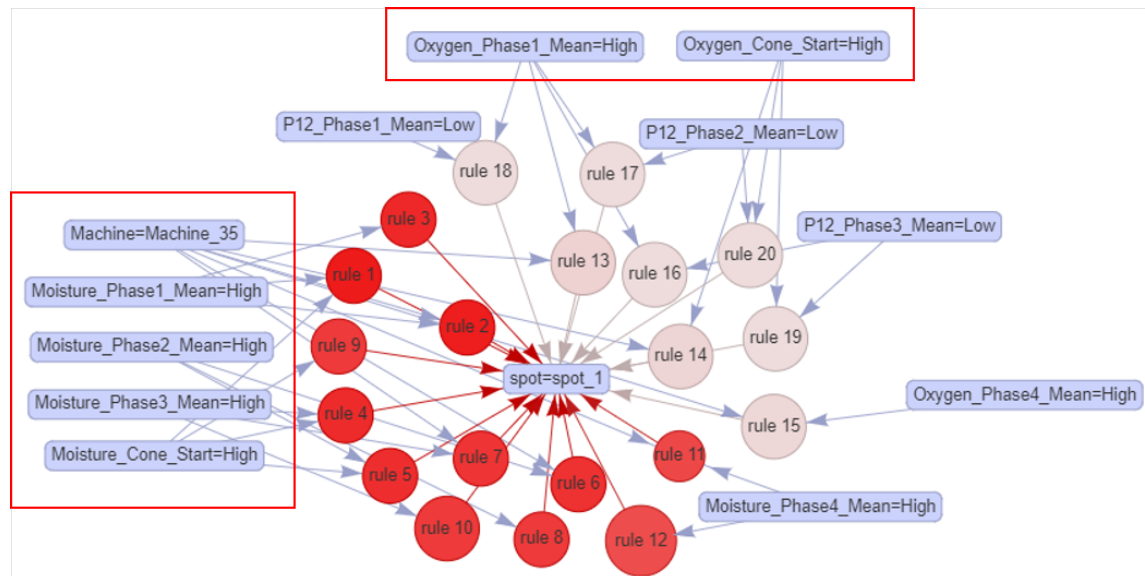 Oxygen_Phase1_Mean=High
Oxygen_Cone_Start=High
P12_Phase1_Mean=Low
P12_Phase2_Mean=Low
rule 18
rule 17
rule 3
Machine=Machine_35
P12_Phase3_Mean=Low
rule 13
rule 16
rule 20
rule 1
Moisture_Phase1_Mean=High
rule 2
rule 9
rule 14
rule 19
Moisture_Phase2_Mean=High
spot=spot_1
Oxygen_Phase4_Mean=High
Moisture_Phase3_Mean=High
rule 4
rule 15
Moisture_Cone_Start=High
rule 7
rule 11
rule 5
rule 6
Moisture_Phase4_Mean=High
rule 10
rule 8
rule 12